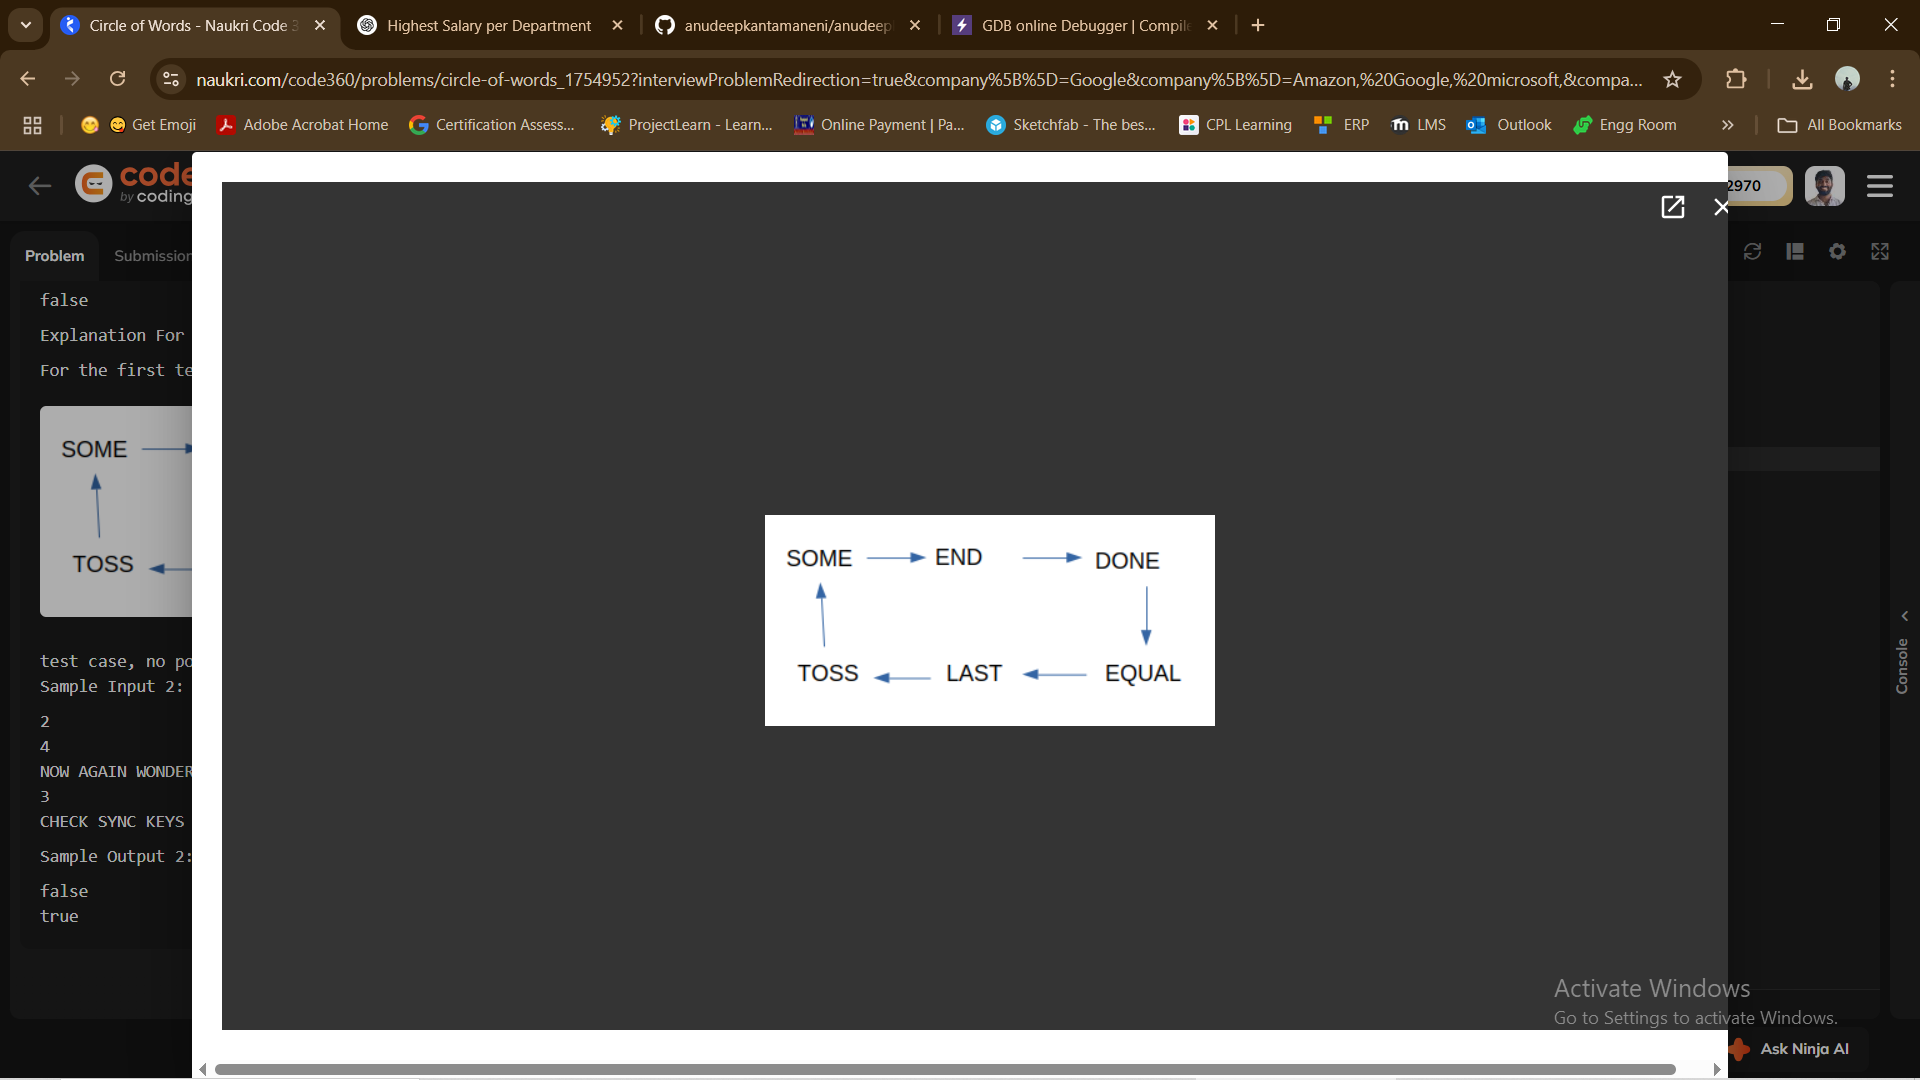 Circle of Words - Naukri Code 3
Highest Salary per Department
anudeepkantamaneni/anudeep
GDB online Debugger | Compile
naukri.com/code360/problems/circle-of-words_1754952?interviewProblemRedirection=true&company%5B%5D=Google&company%5B%5D=Amazon,%20Google,%20microsoft,&compa...
Get Emoji
Adobe Acrobat Home
Certification Assess...
ProjectLearn - Learn...
Online Payment | Pa...
Sketchfab - The bes...
CPL Learning
ERP
LMS
Outlook
Engg Room
All Bookmarks
code
by coding
2970
Problem
Submission
false
Explanation For
For the first te
SOME
TOSS
SOME END DONE
TOSS LAST EQUAL
test case, no po
Sample Input 2:
2
4
NOW AGAIN WONDER
3
CHECK SYNC KEYS
Sample Output 2:
false
true
Console
Activate Windows
Go to Settings to activate Windows.
Ask Ninja AI